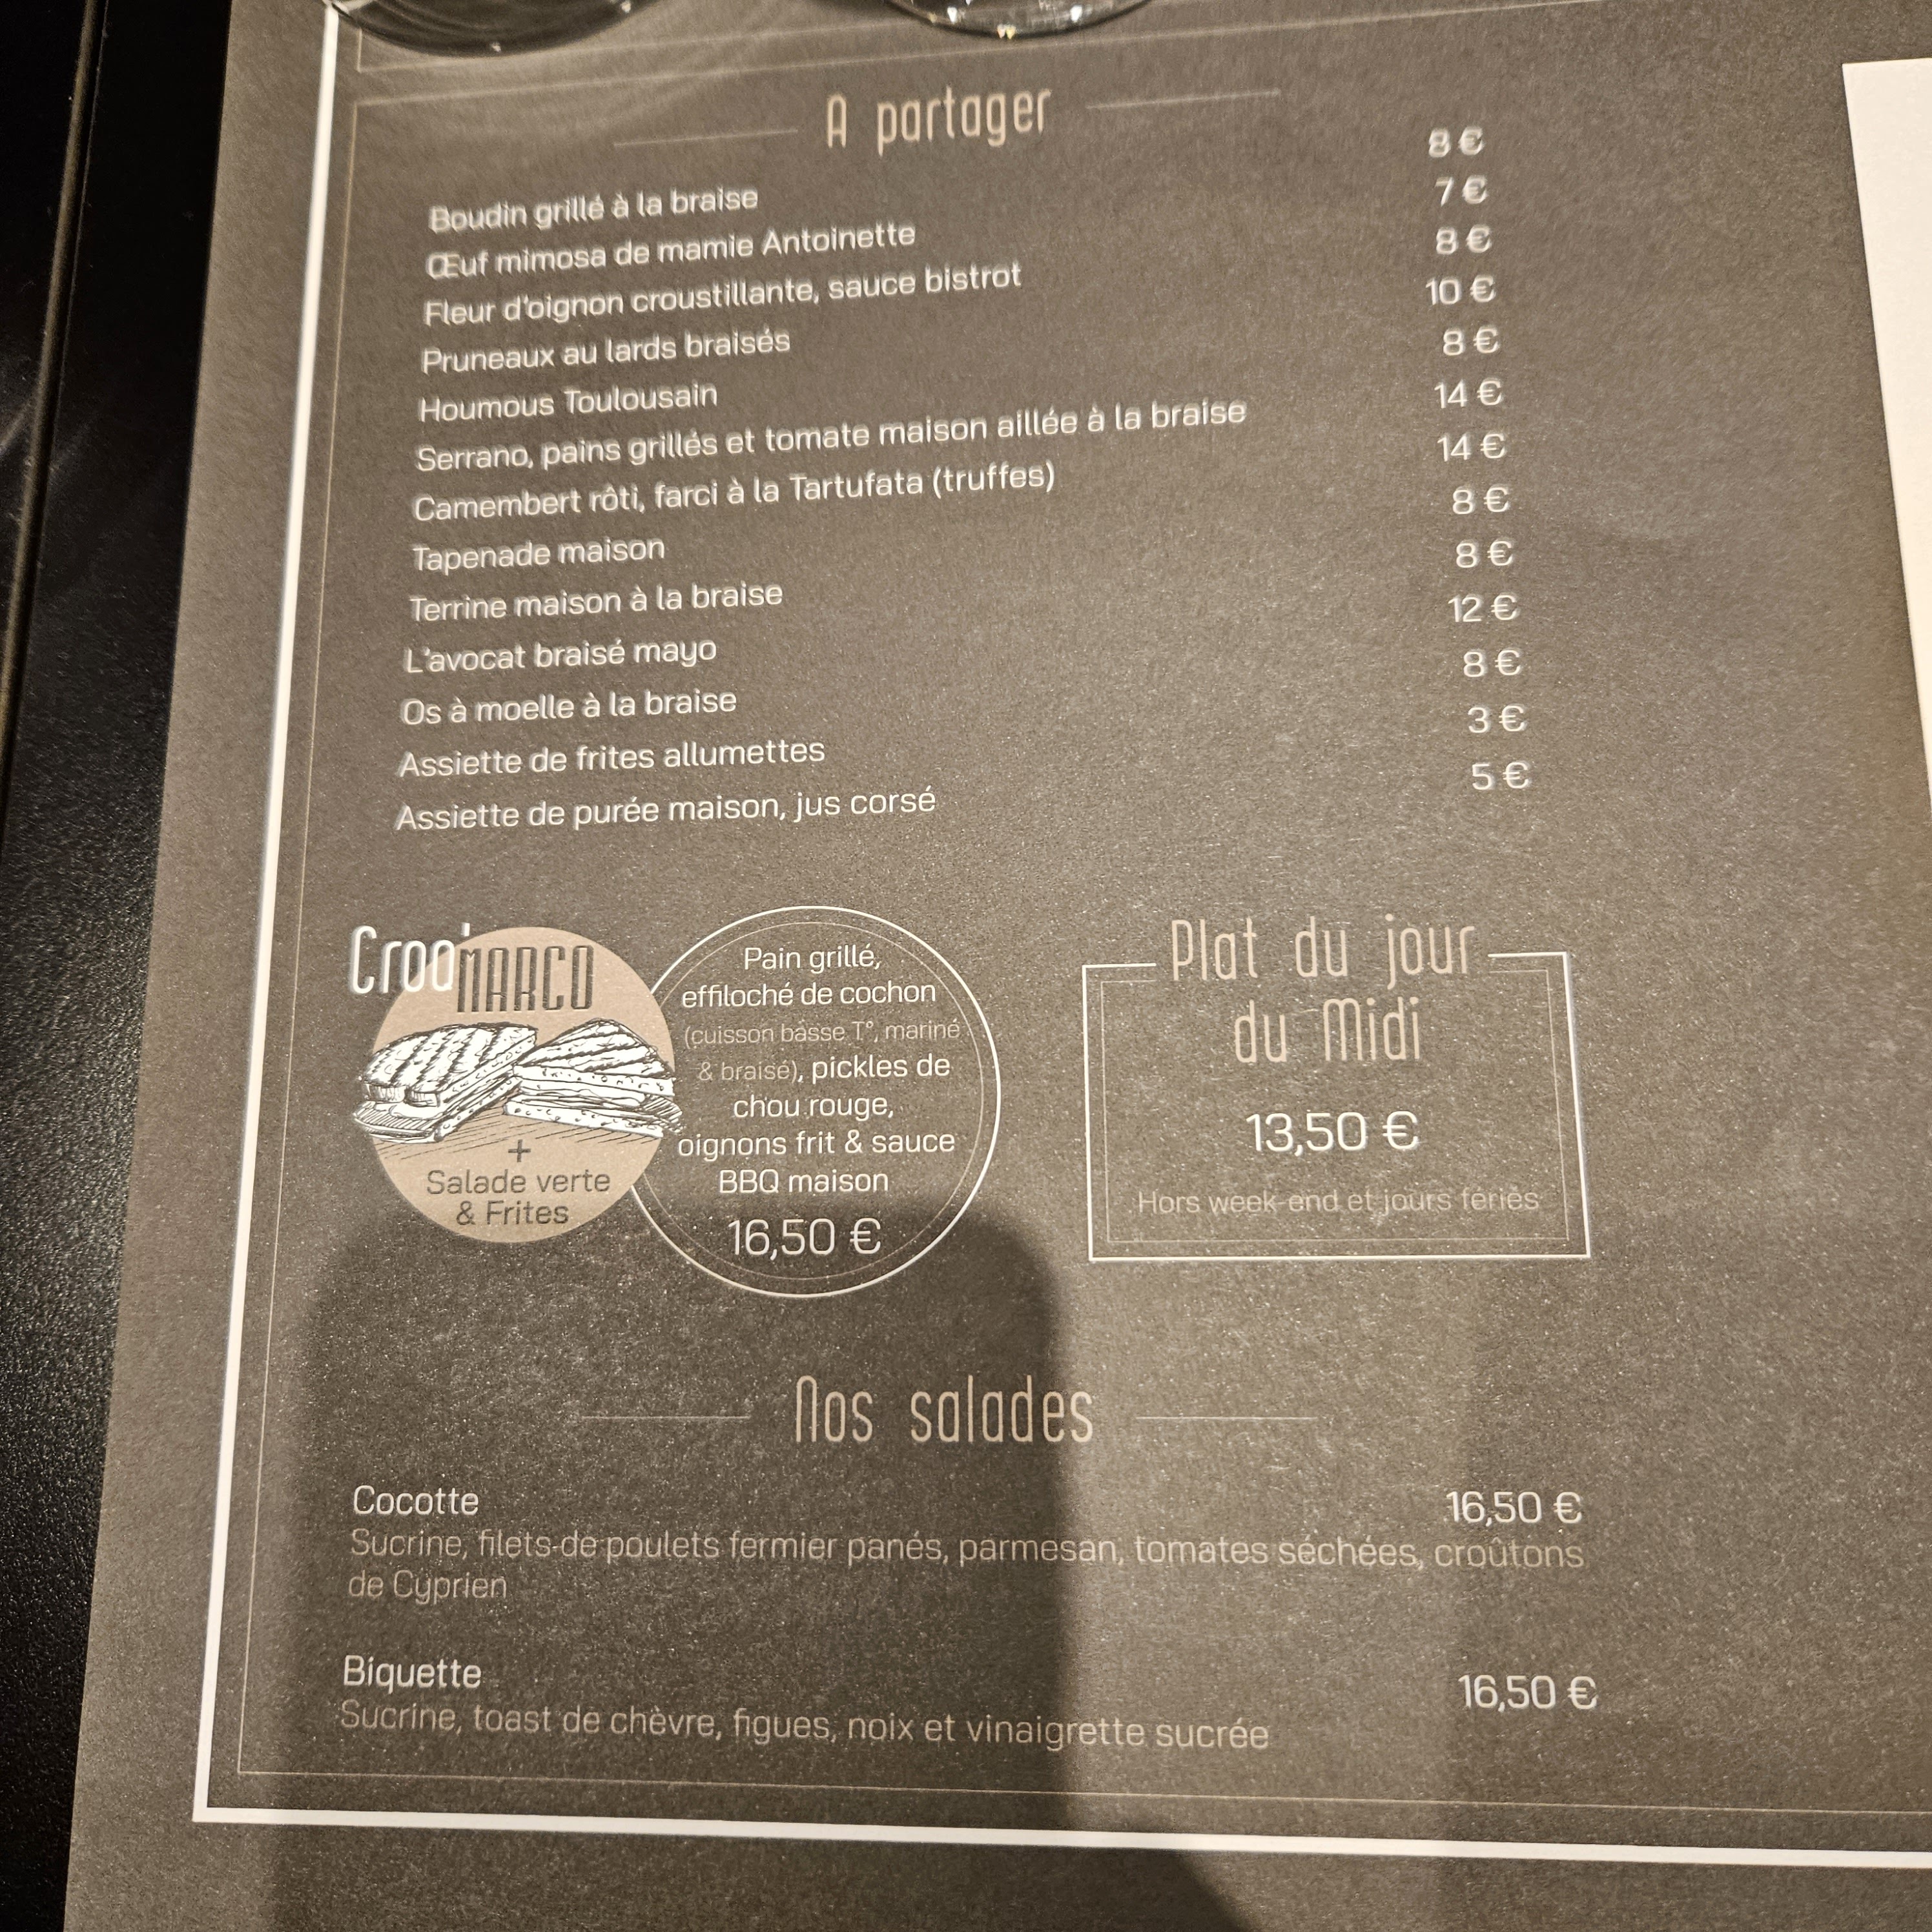 A partager
Boudin grillé à la braise 8 €
Œuf mimosa de mamie Antoinette 7 €
Fleur d'oignon croustillante, sauce bistrot 8 €
Pruneaux au lards braisés 10 €
Houmous Toulousain 8 €
Serrano, pains grillés et tomate maison aillée à la braise 14 €
Camembert rôti, farci à la Tartufata (truffes) 14 €
Tapenade maison 8 €
Terrine maison à la braise 8 €
L'avocat braisé mayo 12 €
Os à moelle à la braise 8 €
Assiette de frites allumettes 3 €
Assiette de purée maison, jus corsé 5 €
Croq'MARCO
+
Salade verte
& Frites
Pain grillé,
effiloché de cochon
(cuisson basse T°, mariné
& braisé), pickles de
chou rouge,
oignons frit & sauce
BBQ maison
16,50 €
Plat du jour
du Midi
13,50 €
Hors week-end et jours fériés
Nos salades
Cocotte 16,50 €
Sucrine, filets de poulets fermier panés, parmesan, tomates séchées, croûtons
de Cyprien
Biquette 16,50 €
Sucrine, toast de chèvre, figues, noix et vinaigrette sucrée